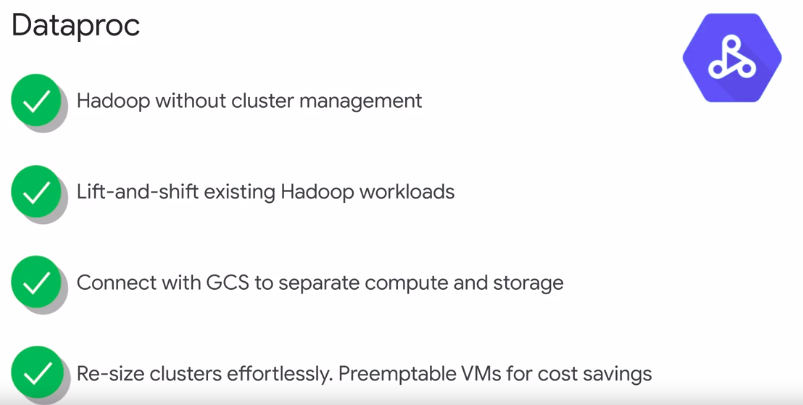 Dataproc
Hadoop without cluster management
Lift-and-shift existing Hadoop workloads
Connect with GCS to separate compute and storage
Re-size clusters effortlessly. Preemptable VMs for cost savings